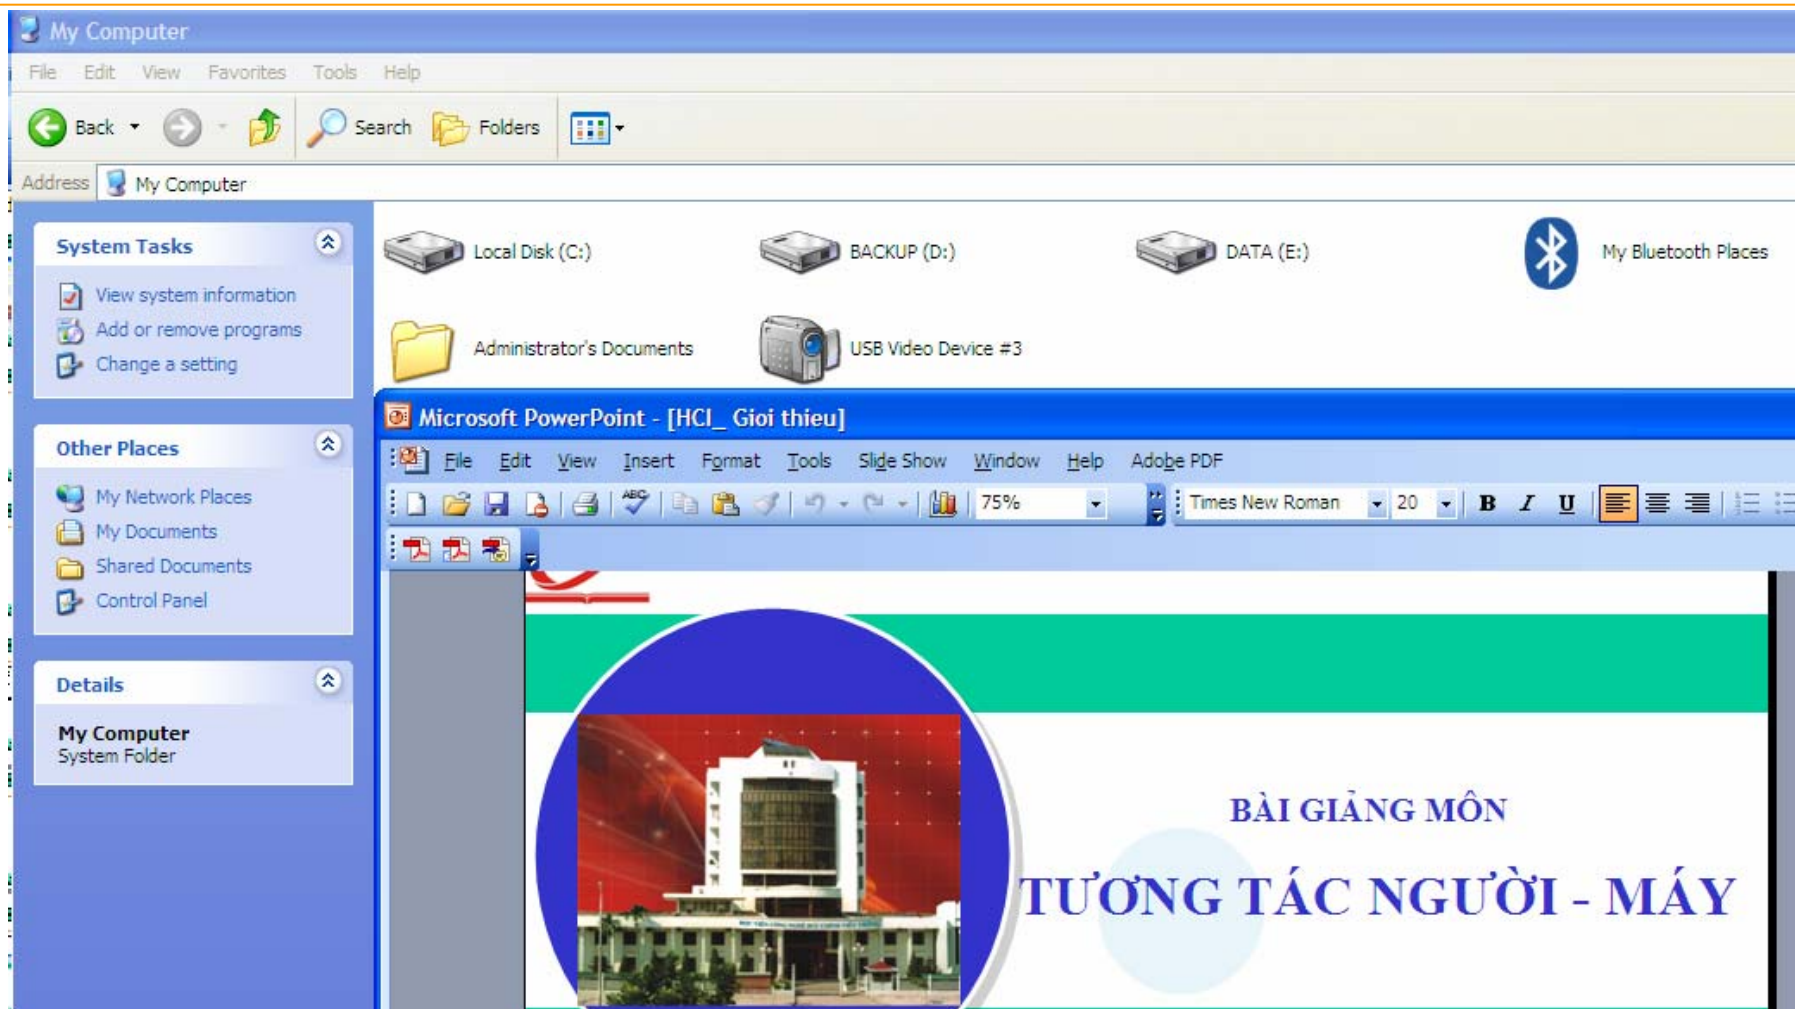 My Computer
File Edit View Favorites Tools Help
Back Search Folders
Address My Computer
System Tasks
View system information
Add or remove programs
Change a setting
Other Places
My Network Places
My Documents
Shared Documents
Control Panel
Details
My Computer
System Folder
Local Disk (C:) BACKUP (D:) DATA (E:) My Bluetooth Places
Administrator's Documents USB Video Device #3
Microsoft PowerPoint - [HCI_ Gioi thieu]
File Edit View Insert Format Tools Slide Show Window Help Adobe PDF
ABC 75% Times New Roman 20 B I U
BÀI GIẢNG MÔN
TƯƠNG TÁC NGƯỜI - MÁY